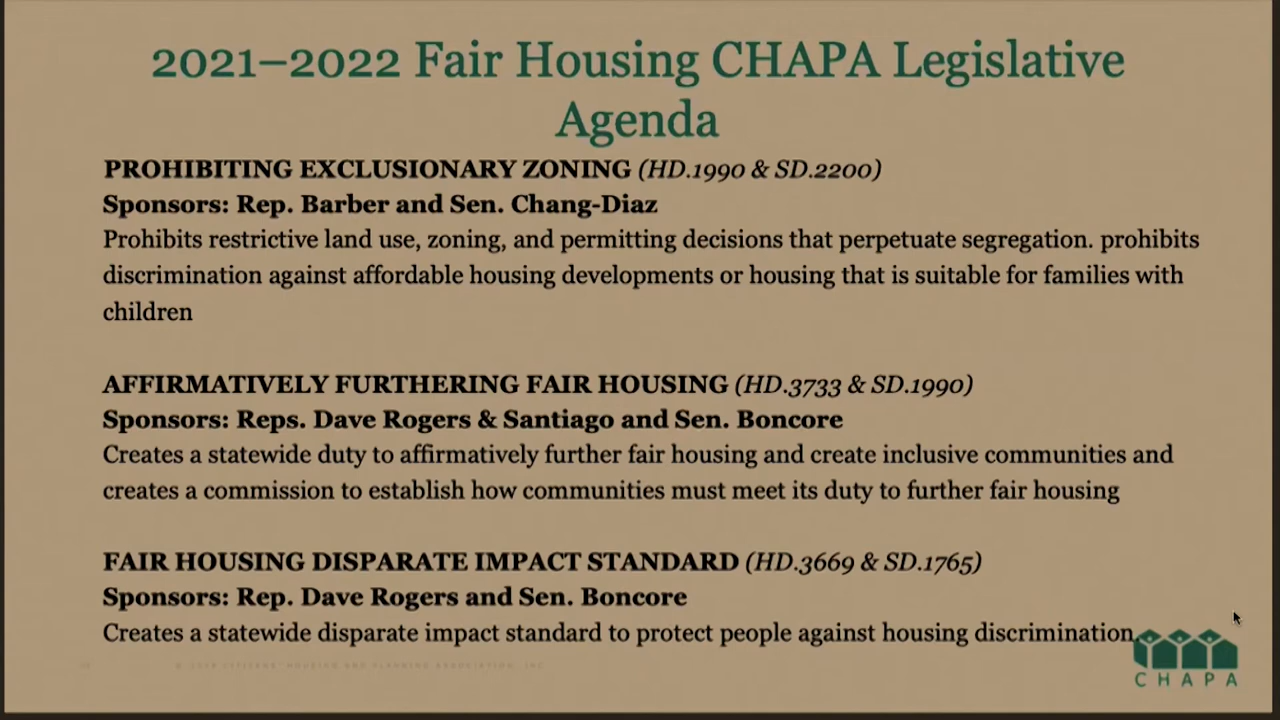 2021–2022 Fair Housing CHAPA Legislative
Agenda
PROHIBITING EXCLUSIONARY ZONING (HD.1990 & SD.2200)
Sponsors: Rep. Barber and Sen. Chang-Diaz
Prohibits restrictive land use, zoning, and permitting decisions that perpetuate segregation. prohibits
discrimination against affordable housing developments or housing that is suitable for families with
children
AFFIRMATIVELY FURTHERING FAIR HOUSING (HD.3733 & SD.1990)
Sponsors: Reps. Dave Rogers & Santiago and Sen. Boncore
Creates a statewide duty to affirmatively further fair housing and create inclusive communities and
creates a commission to establish how communities must meet its duty to further fair housing
FAIR HOUSING DISPARATE IMPACT STANDARD (HD.3669 & SD.1765)
Sponsors: Rep. Dave Rogers and Sen. Boncore
Creates a statewide disparate impact standard to protect people against housing discrimination.
HOUSING AND PLANNING ASSOCIATION, INC
CHAPA